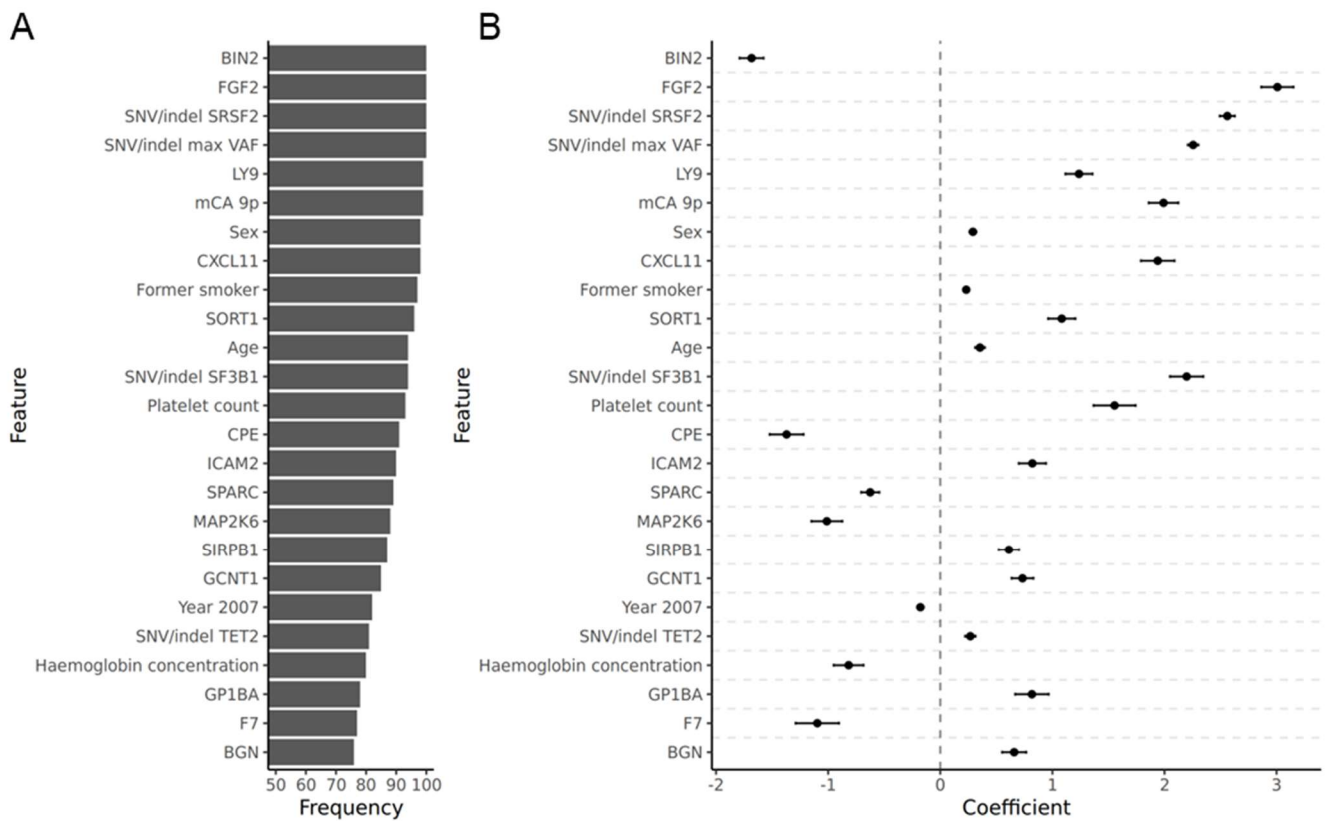 A
BIN2
FGF2
SNV/indel SRSF2
SNV/indel max VAF
LY9
mCA 9p
Sex
CXCL11
Former smoker
SORT1
Age
SNV/indel SF3B1
Platelet count
CPE
ICAM2
SPARC
MAP2K6
SIRPB1
GCNT1
Year 2007
SNV/indel TET2
Haemoglobin concentration
GP1BA
F7
BGN
Feature
50 60 70 80 90 100
Frequency
B
BIN2
FGF2
SNV/indel SRSF2
SNV/indel max VAF
LY9
mCA 9p
Sex
CXCL11
Former smoker
SORT1
Age
SNV/indel SF3B1
Platelet count
CPE
ICAM2
SPARC
MAP2K6
SIRPB1
GCNT1
Year 2007
SNV/indel TET2
Haemoglobin concentration
GP1BA
F7
BGN
Feature
-2 -1 0 1 2 3
Coefficient